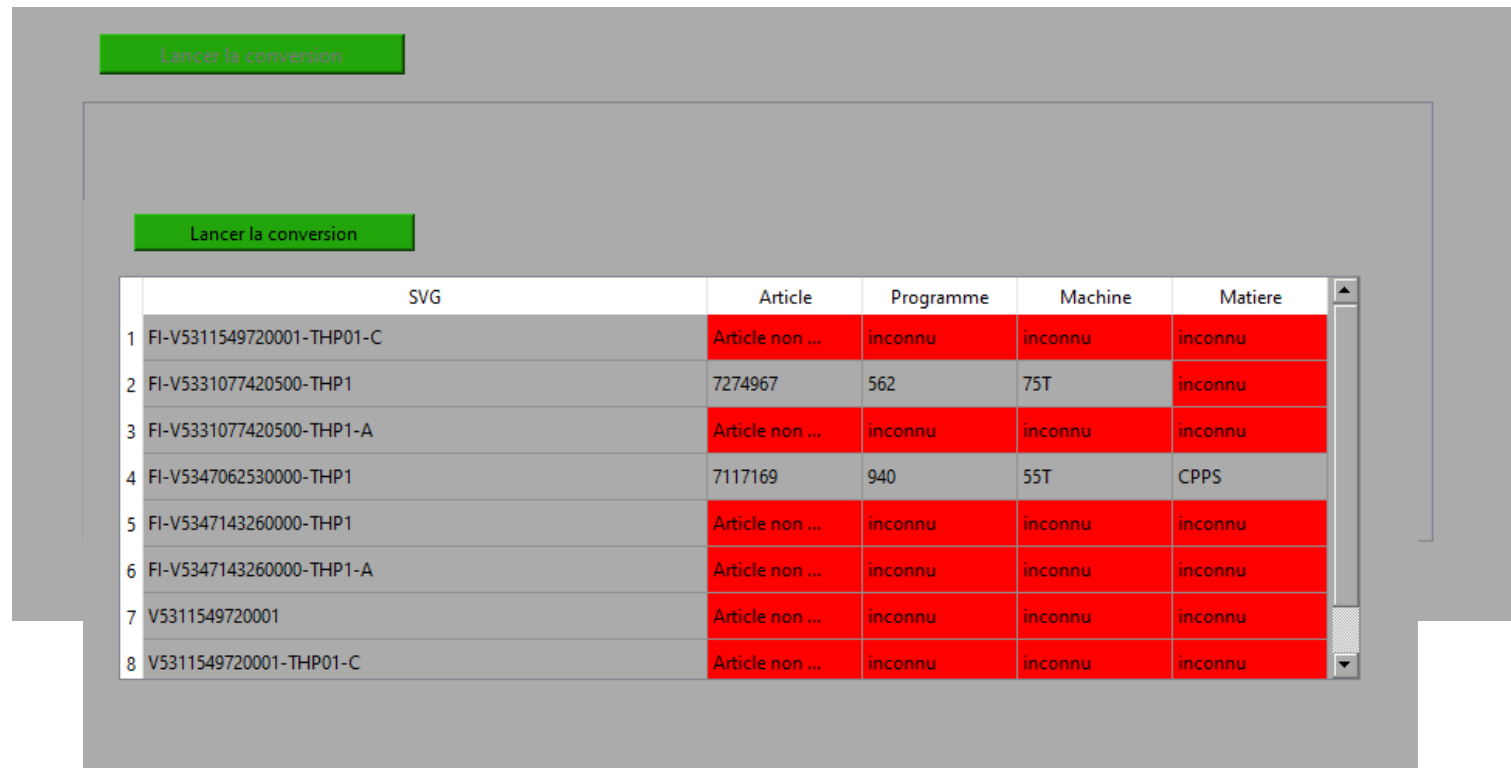 Lancer la conversion
Lancer la conversion
SVG Article Programme Machine Matiere
1 FI-V5311549720001-THP01-C Article non ... inconnu inconnu inconnu
2 FI-V5331077420500-THP1 7274967 562 75T inconnu
3 FI-V5331077420500-THP1-A Article non ... inconnu inconnu inconnu
4 FI-V5347062530000-THP1 7117169 940 55T CPPS
5 FI-V5347143260000-THP1 Article non ... inconnu inconnu inconnu
6 FI-V5347143260000-THP1-A Article non ... inconnu inconnu inconnu
7 V5311549720001 Article non ... inconnu inconnu inconnu
8 V5311549720001-THP01-C Article non ... inconnu inconnu inconnu